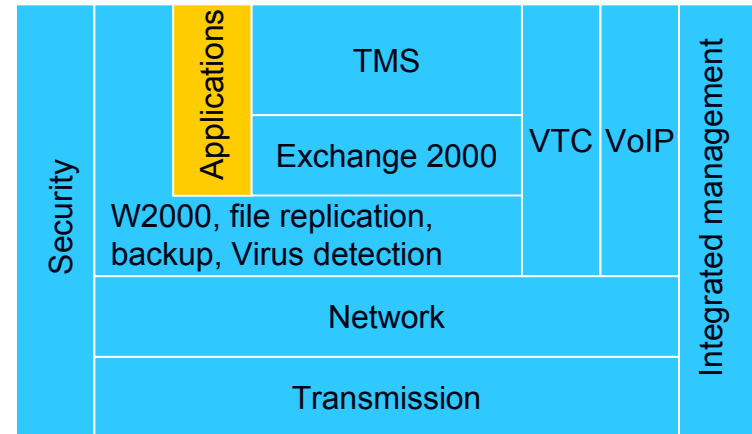 Security
Applications
TMS
Exchange 2000
VTC
VoIP
Integrated management
W2000, file replication,
backup, Virus detection
Network
Transmission